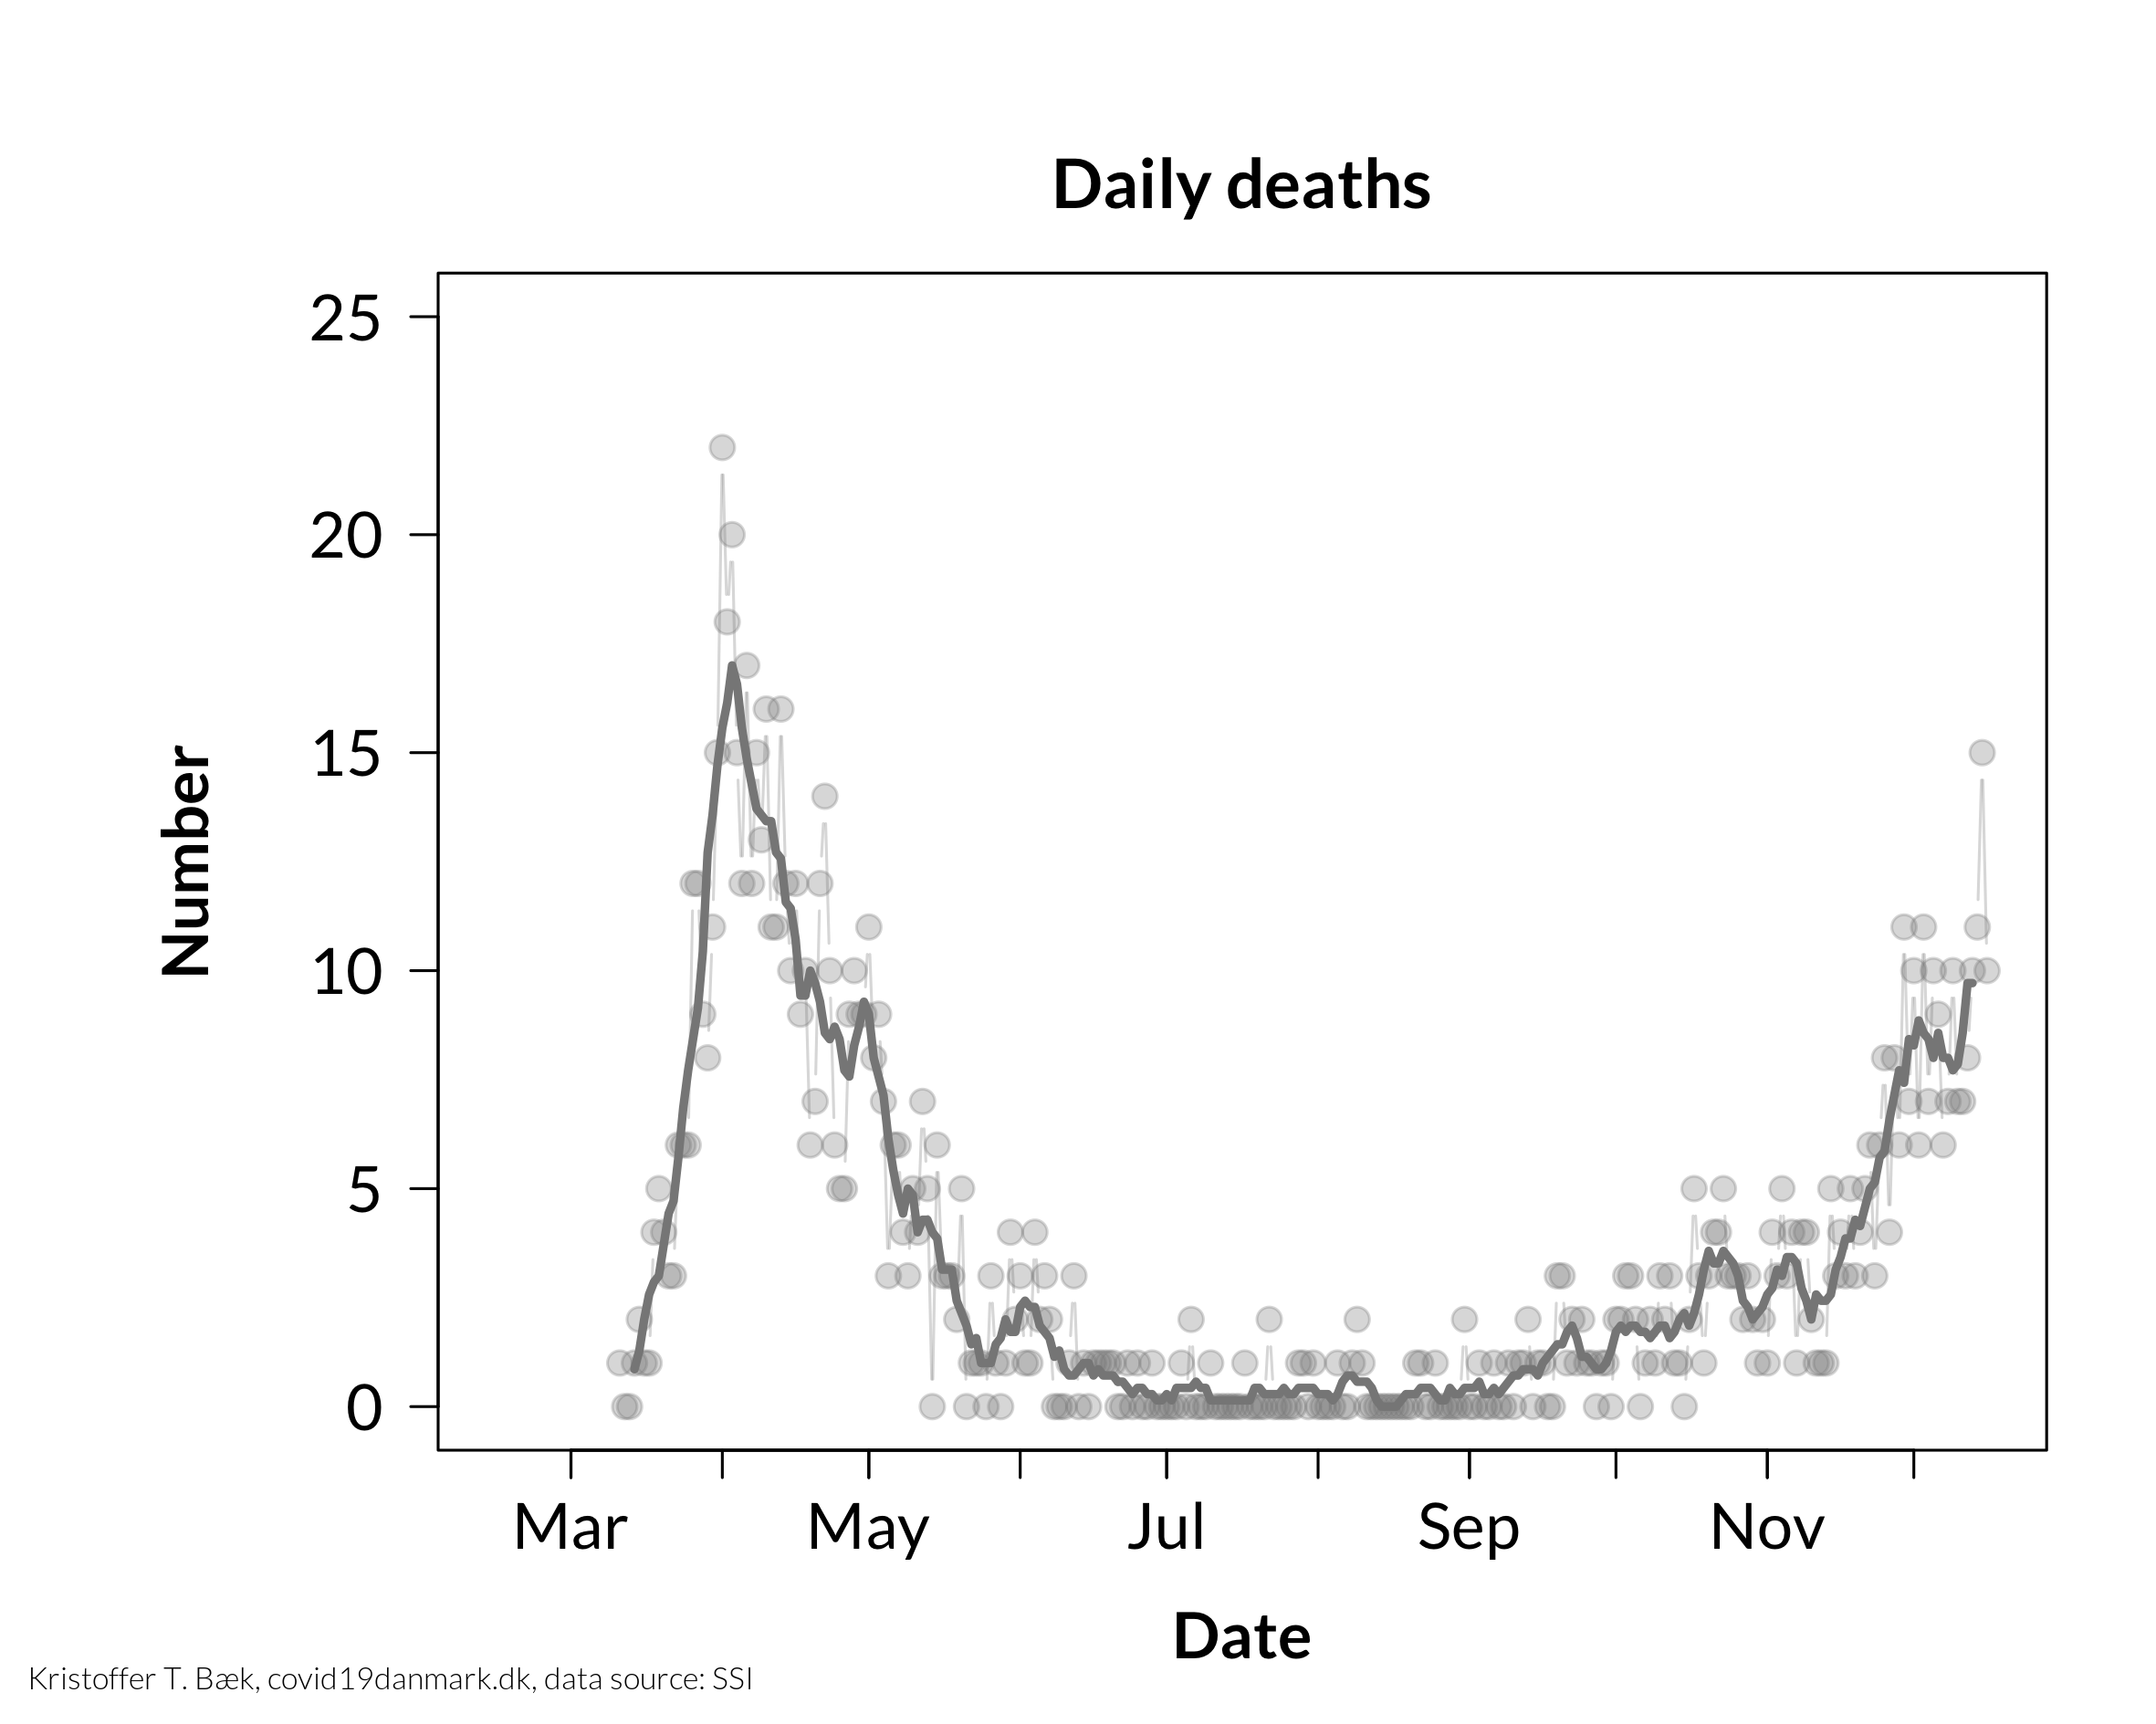 Daily deaths
25
20
15
10
5
0
Number
Mar May Jul Sep Nov
Date
Kristoffer T. Bæk, covid19danmark.dk, data source: SSI